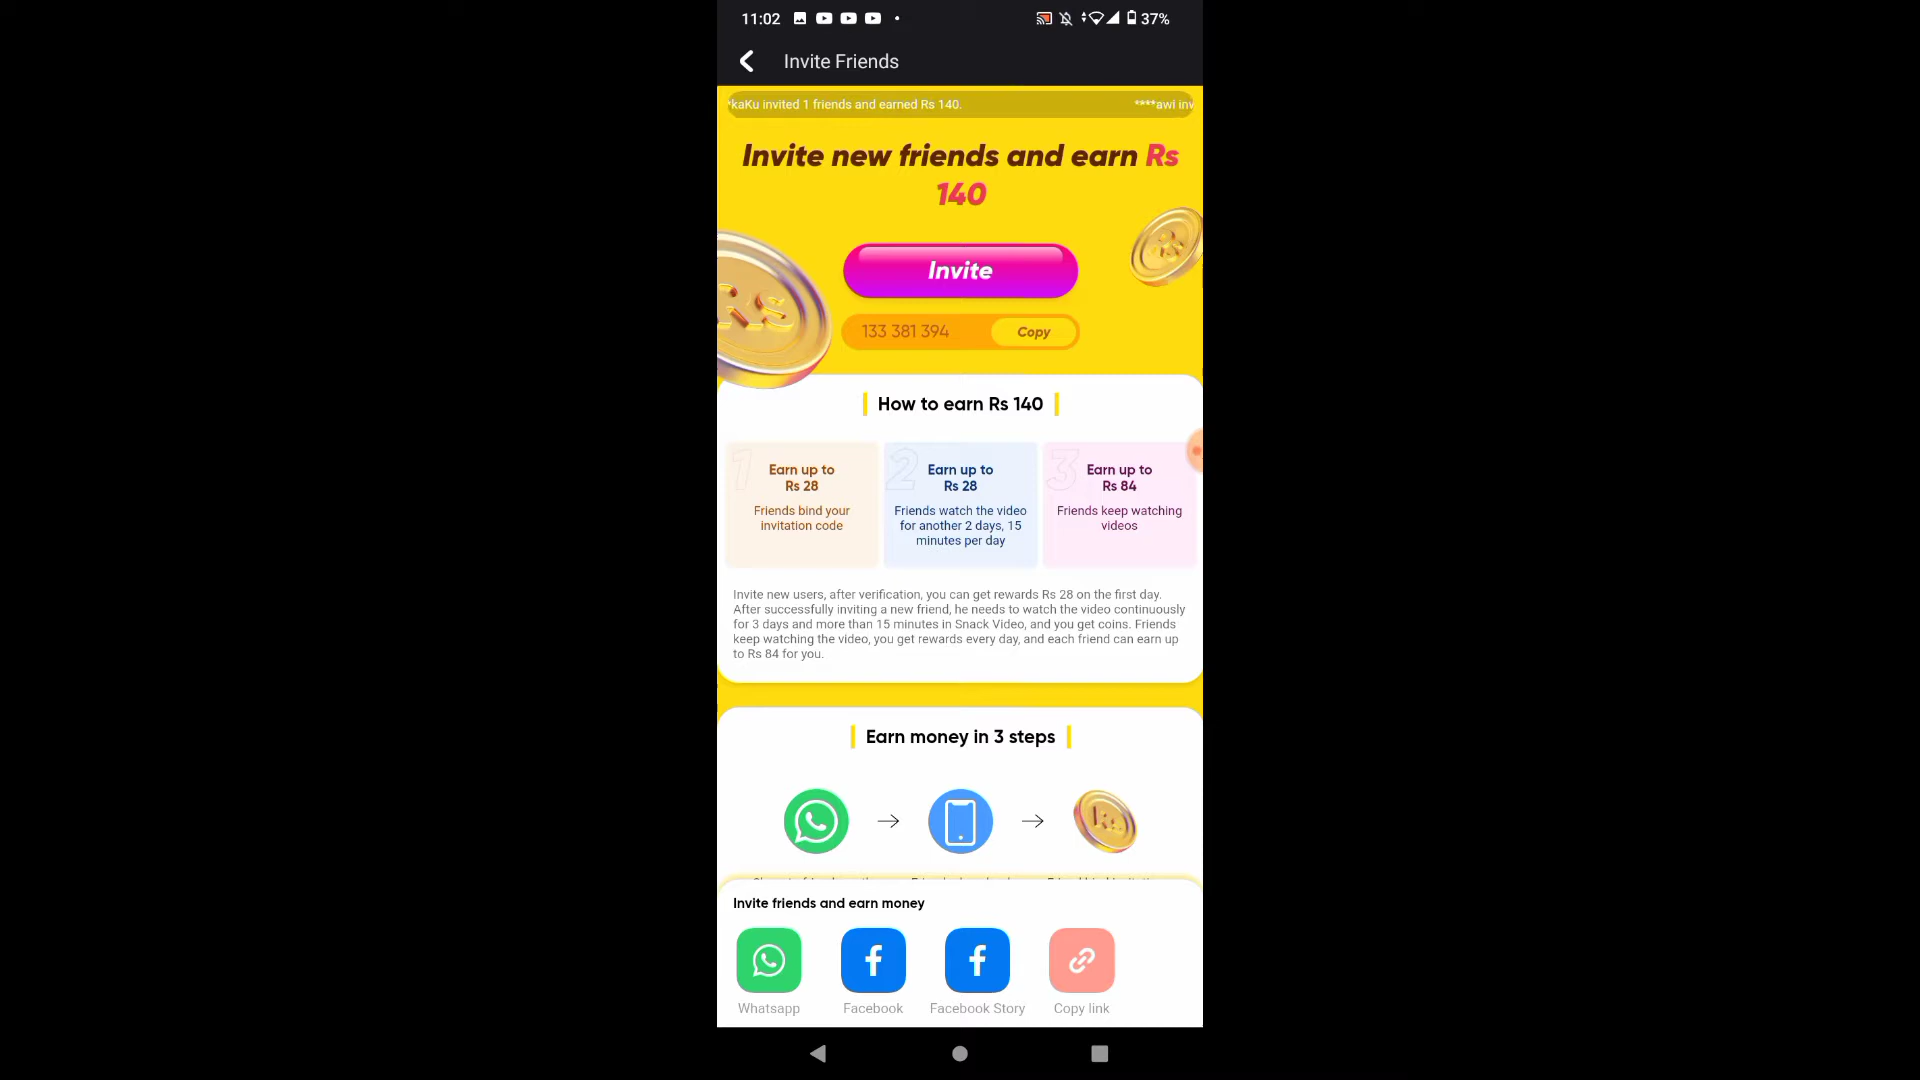 11:02
37%
Invite Friends
*kaKu invited 1 friends and earned Rs 140.
****awl inv
Invite new friends and earn Rs
140
Invite
133 381 394
Copy
How to earn Rs 140
1
Earn up to
Rs 28
Friends bind your
invitation code
2
Earn up to
Rs 28
Friends watch the video
for another 2 days, 15
minutes per day
3
Earn up to
Rs 84
Friends keep watching
videos
Invite new users, after verification, you can get rewards Rs 28 on the first day.
After successfully inviting a new friend, he needs to watch the video continuously
for 3 days and more than 15 minutes in Snack Video, and you get coins. Friends
keep watching the video, you get rewards every day, and each friend can earn up
to Rs 84 for you.
Earn money in 3 steps
Invite friends and earn money
Whatsapp
Facebook
Facebook Story
Copy link